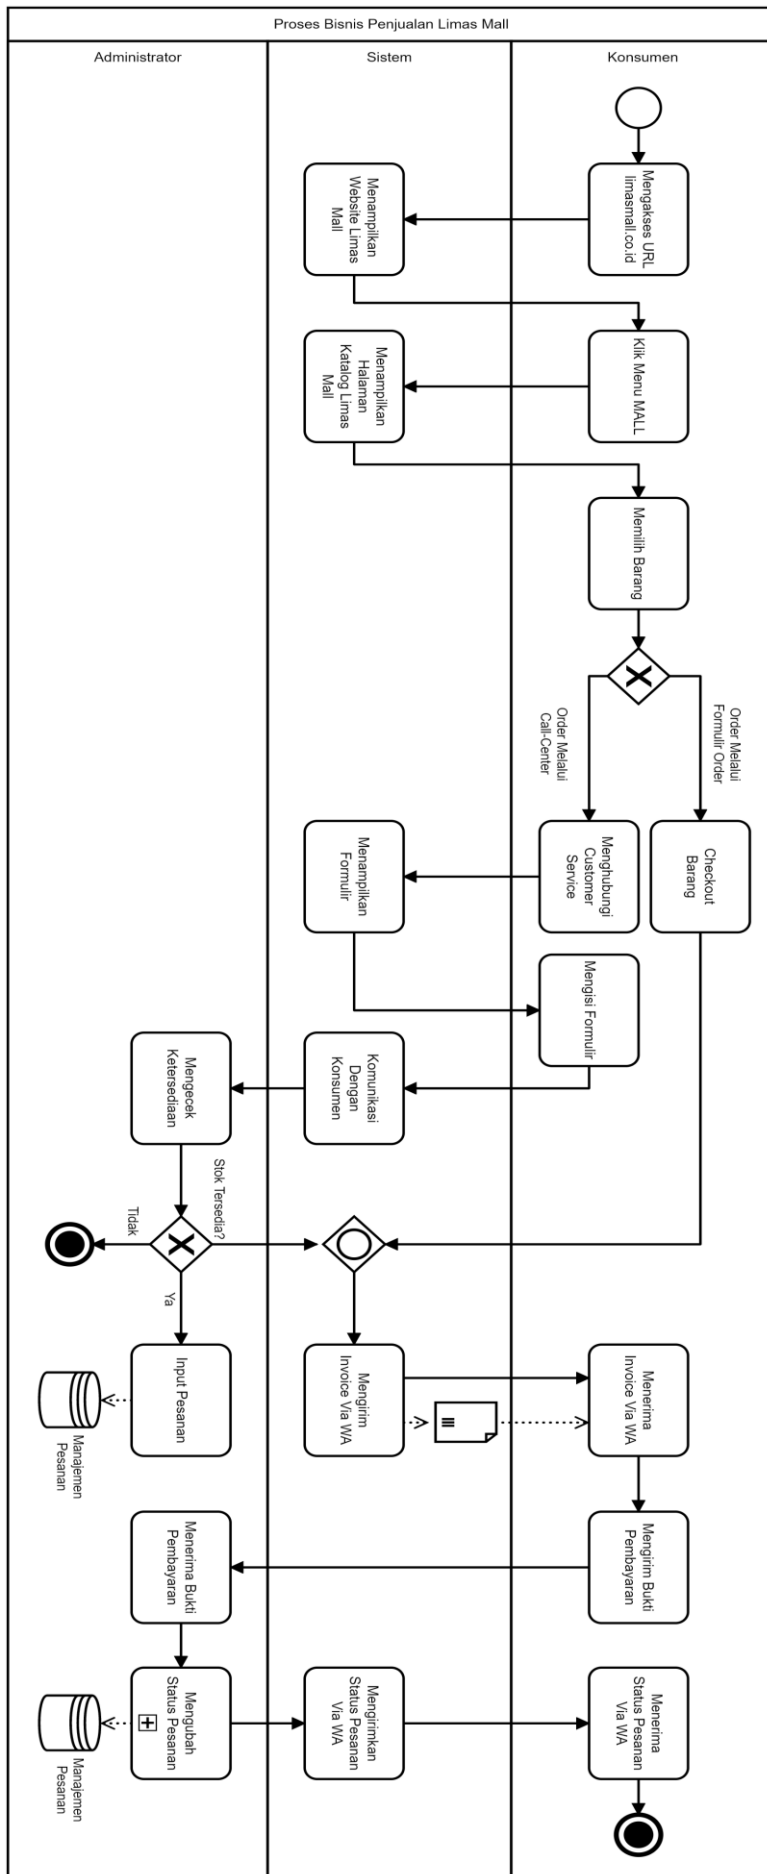 Proses Bisnis Penjualan Limas Mall
Administrator
Sistem
Konsumen
Mengakses URL
limasmall.co.id
Menampilkan
Website Limas
Mall
Klik Menu MALL
Menampilkan
Halaman
Katalog Limas
Mall
Memilih Barang
X
Order Melalui
Formulir Order
Order Melalui
Call-Center
Checkout
Barang
Menghubungi
Customer
Service
Menampilkan
Formulir
Mengisi Formulir
Komunikasi
Dengan
Konsumen
Mengecek
Ketersediaan
Stok Tersedia?
X
Tidak
Ya
Input Pesanan
Manajemen
Pesanan
Mengirim
Invoice Via WA
Menerima
Invoice Via WA
Mengirim Bukti
Pembayaran
Menerima Bukti
Pembayaran
Mengubah
Status Pesanan
Manajemen
Pesanan
Mengirimkan
Status Pesanan
Via WA
Menerima
Status Pesanan
Via WA